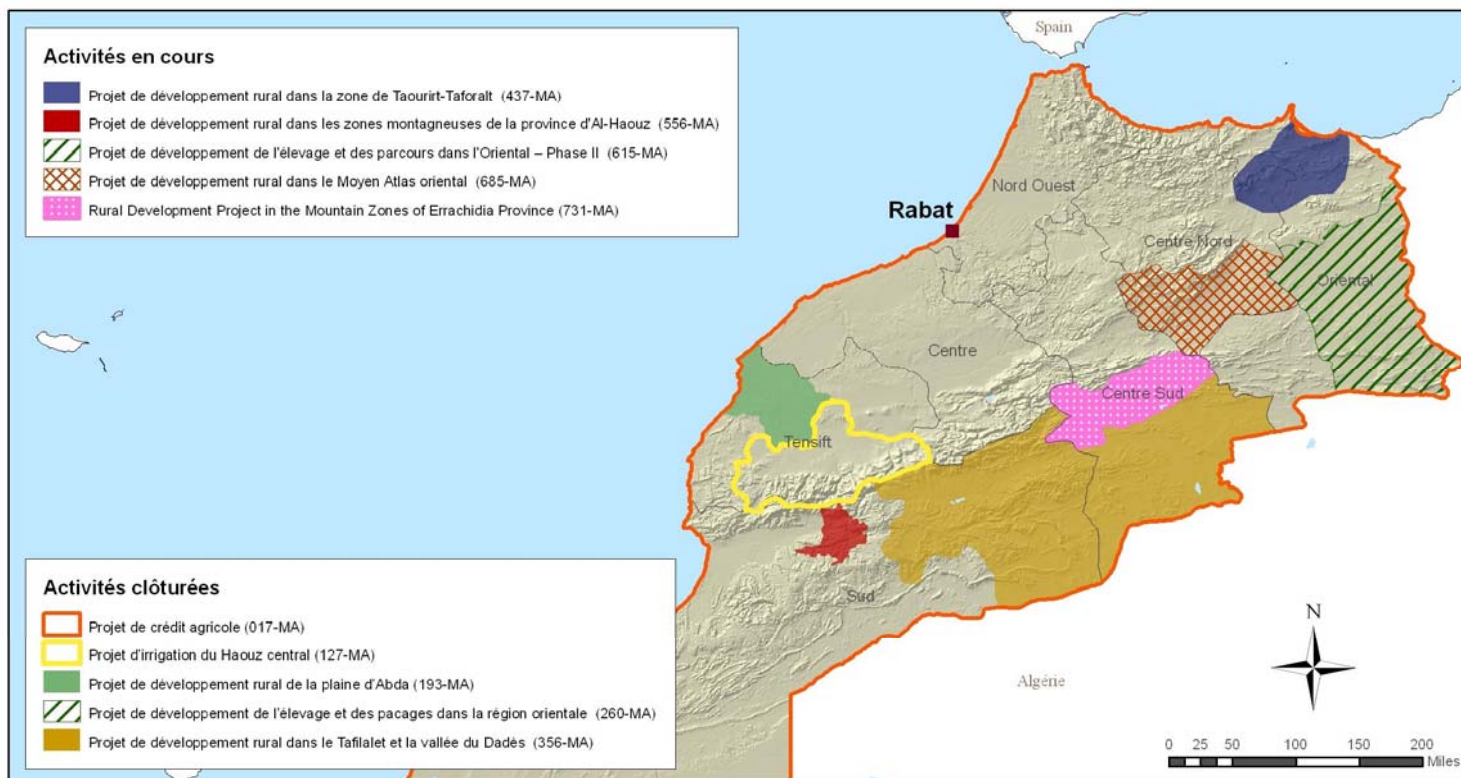 Activités en cours
Projet de développement rural dans la zone de Taourirt-Taforalt (437-MA)
Projet de développement rural dans les zones montagneuses de la province d'Al-Haouz (556-MA)
Projet de développement de l'élevage et des parcours dans l'Oriental – Phase II (615-MA)
Projet de développement rural dans le Moyen Atlas oriental (685-MA)
Rural Development Project in the Mountain Zones of Errachidia Province (731-MA)
Spain
Nord Ouest
Rabat
Centre Nord
Oriental
Centre
Centre Sud
Tensift
Sud
Algérie
Activités clôturées
Projet de crédit agricole (017-MA)
Projet d'irrigation du Haouz central (127-MA)
Projet de développement rural de la plaine d'Abda (193-MA)
Projet de développement de l'élevage et des pacages dans la région orientale (260-MA)
Projet de développement rural dans le Tafilalet et la vallée du Dadès (356-MA)
N
0 25 50 100 150 200
Miles